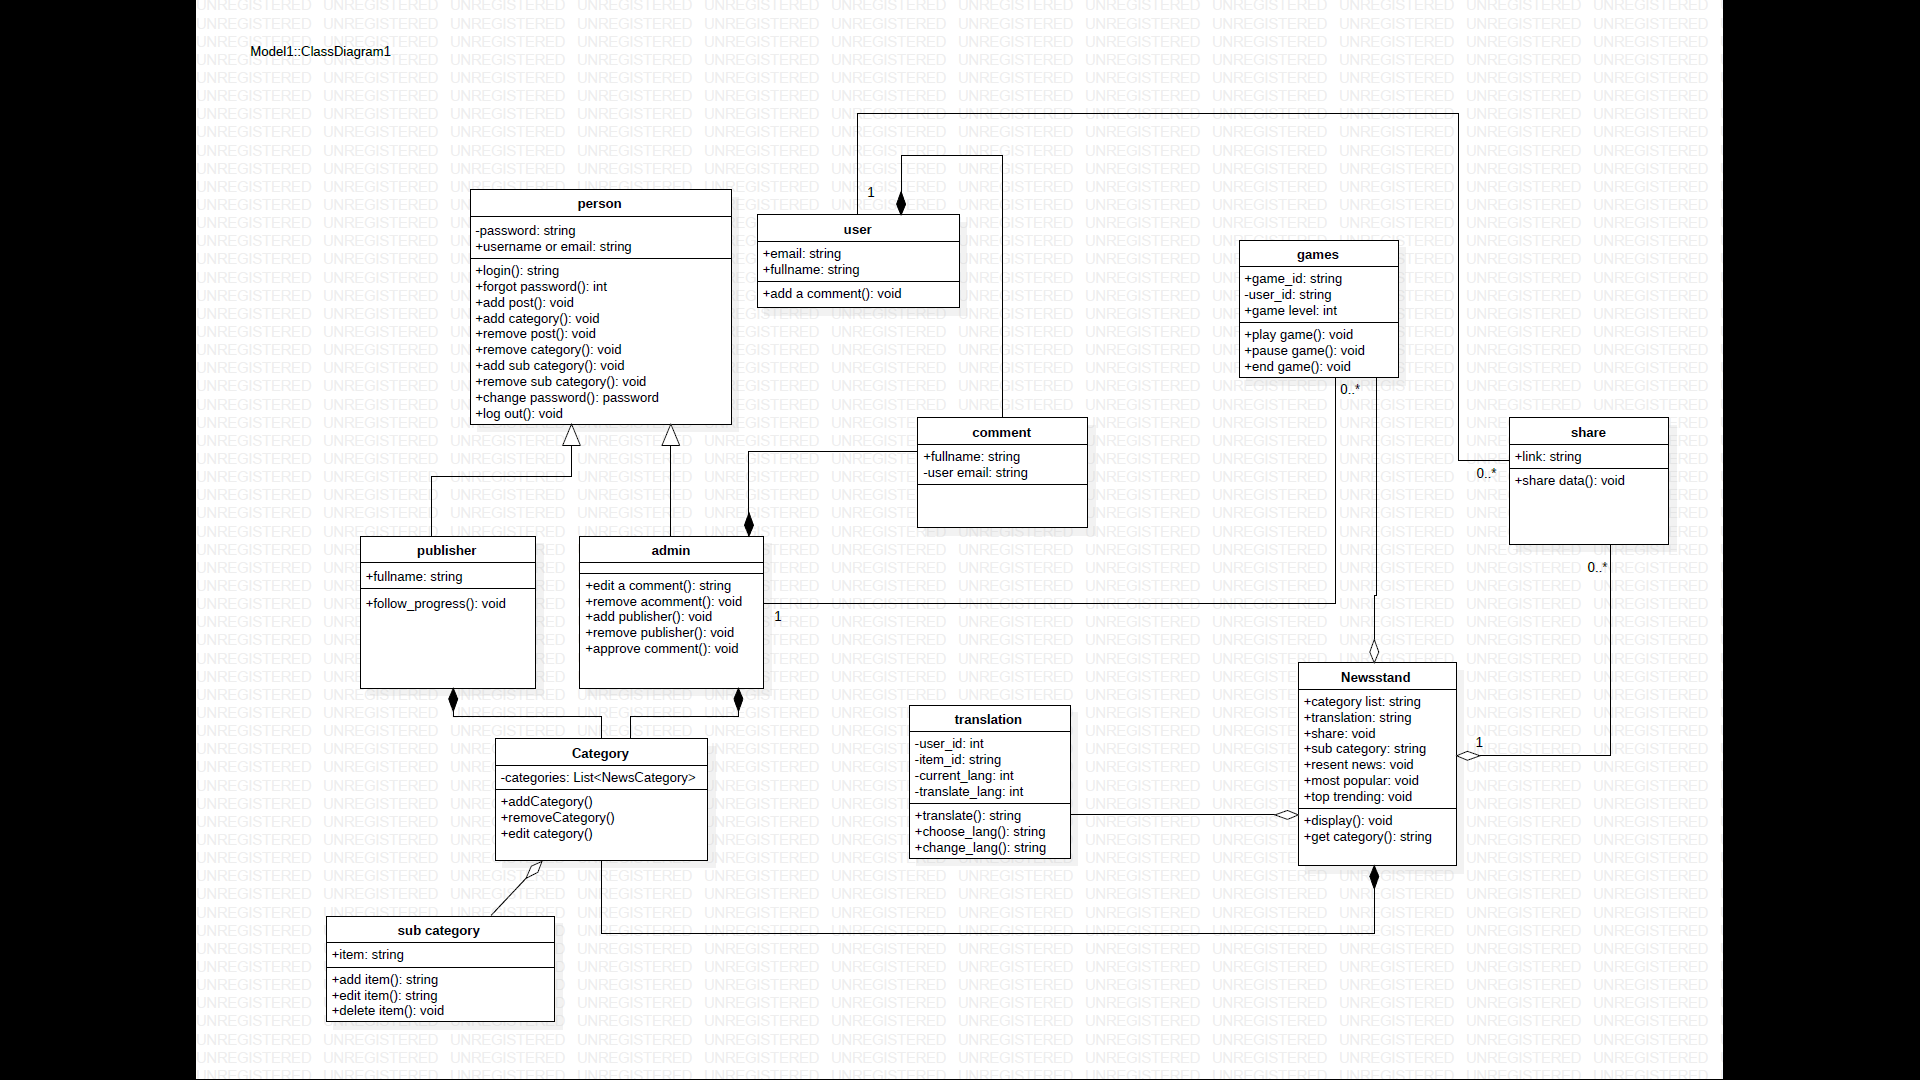 Model1::ClassDiagram1
1
person
-password: string
+username or email: string
+login(): string
+forgot password(): int
+add post(): void
+add category(): void
+remove post(): void
+remove category(): void
+add sub category(): void
+remove sub category(): void
+change password(): password
+log out(): void
user
+email: string
+fullname: string
+add a comment(): void
games
+game_id: string
-user_id: string
+game level: int
+play game(): void
+pause game(): void
+end game(): void
0..*
comment
+fullname: string
-user email: string
share
+link: string
+share data(): void
0..*
0..*
publisher
+fullname: string
+follow_progress(): void
admin
+edit a comment(): string
+remove acomment(): void
+add publisher(): void
+remove publisher(): void
+approve comment(): void
1
Newsstand
+category list: string
+translation: string
+share: void
+sub category: string
+resent news: void
+most popular: void
+top trending: void
+display(): void
+get category(): string
1
translation
-user_id: int
-item_id: string
-current_lang: int
-translate_lang: int
+translate(): string
+choose_lang(): string
+change_lang(): string
Category
-categories: List<NewsCategory>
+addCategory()
+removeCategory()
+edit category()
sub category
+item: string
+add item(): string
+edit item(): string
+delete item(): void
UNREGISTERED